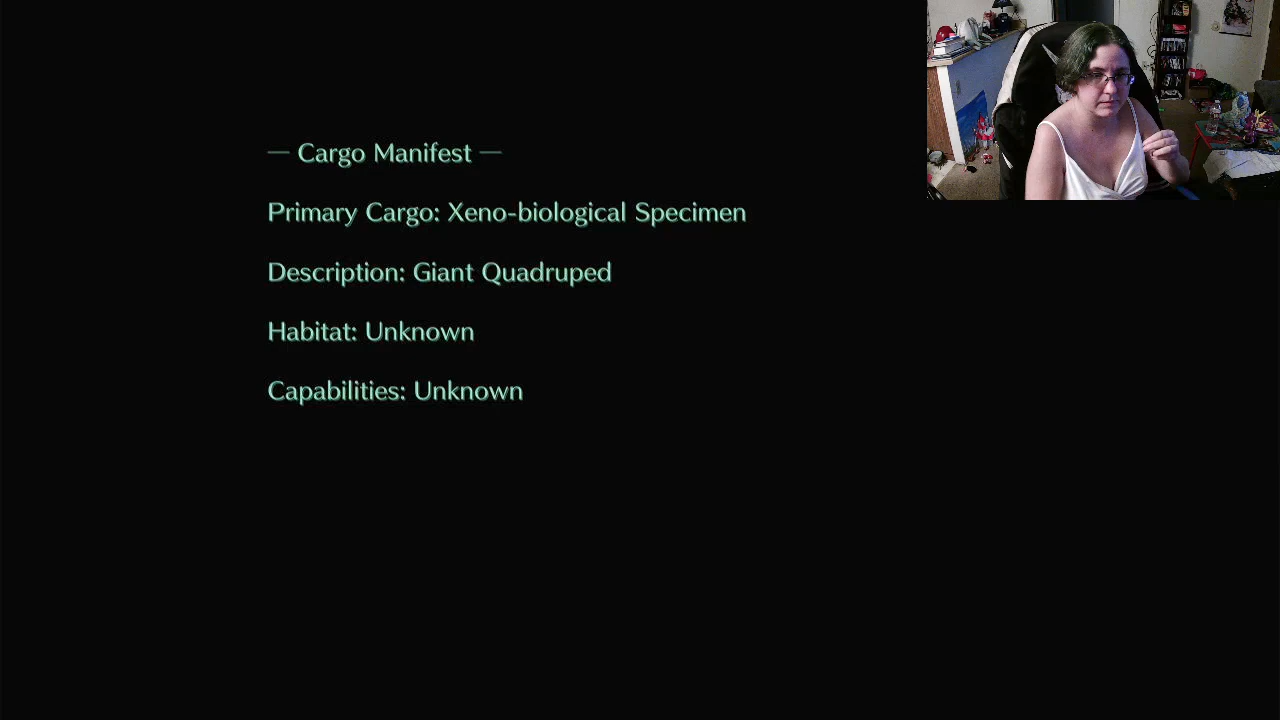 — Cargo Manifest —
Primary Cargo: Xeno-biological Specimen
Description: Giant Quadruped
Habitat: Unknown
Capabilities: Unknown